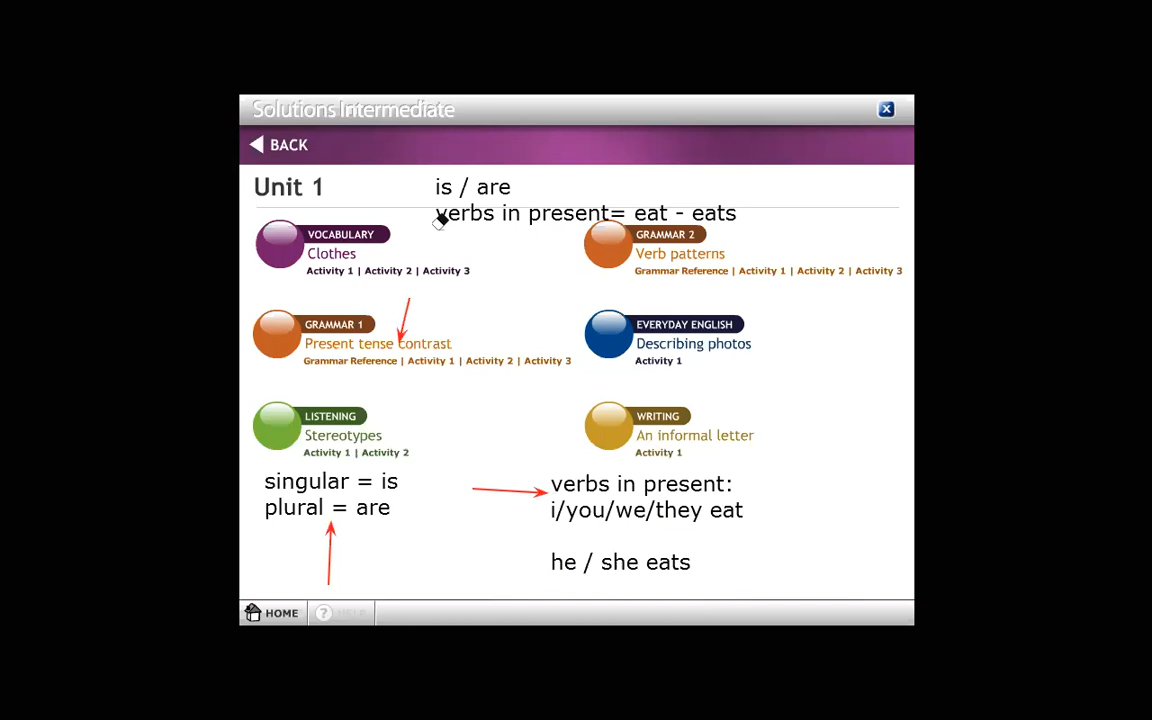 Solutions Intermediate
BACK
Unit 1
is / are
verbs in present= eat - eats
VOCABULARY
Clothes
Activity 1 | Activity 2 | Activity 3
GRAMMAR 2
Verb patterns
Grammar Reference | Activity 1 | Activity 2 | Activity 3
GRAMMAR 1
Present tense contrast
Grammar Reference | Activity 1 | Activity 2 | Activity 3
EVERYDAY ENGLISH
Describing photos
Activity 1
LISTENING
Stereotypes
Activity 1 | Activity 2
WRITING
An informal letter
Activity 1
singular = is
plural = are
verbs in present:
i/you/we/they eat
he / she eats
HOME
? HELP